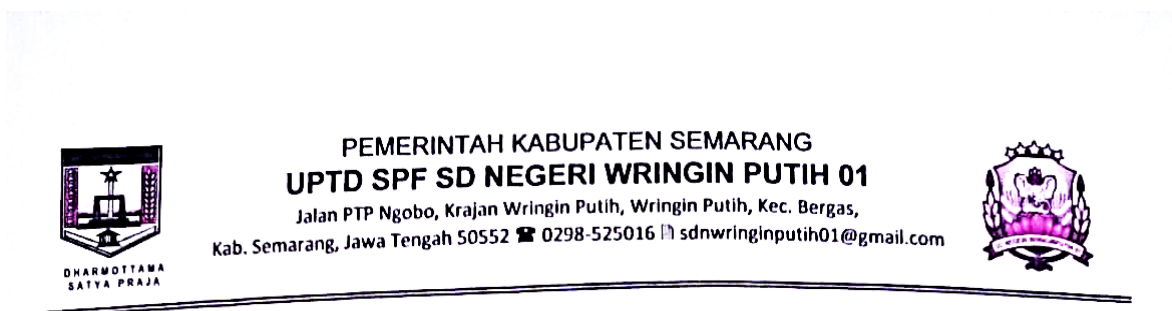 PEMERINTAH KABUPATEN SEMARANG
UPTD SPF SD NEGERI WRINGIN PUTIH 01
Jalan PTP Ngobo, Krajan Wringin Putih, Wringin Putih, Kec. Bergas,
Kab. Semarang, Jawa Tengah 50552 ☎ 0298-525016 sdnwringinputih01@gmail.com
DHARMOTTAMA
SATYA PRAJA